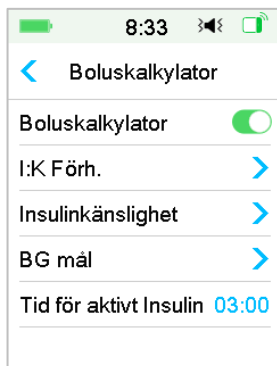 8:33
Boluskalkylator
Boluskalkylator
I:K Förh.
Insulinkänslighet
BG mål
Tid för aktivt Insulin 03:00